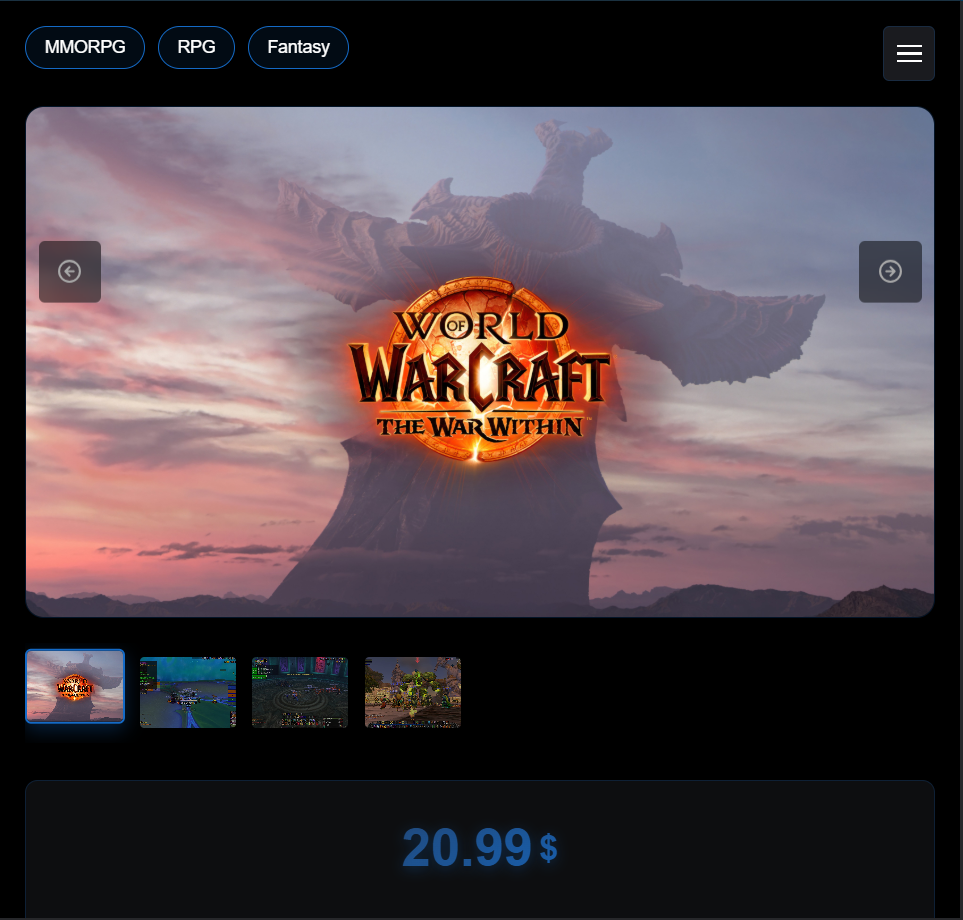 MMORPG
RPG
Fantasy
WORLD
OF
WARCRAFT
THE WAR WITHIN
20.99 $